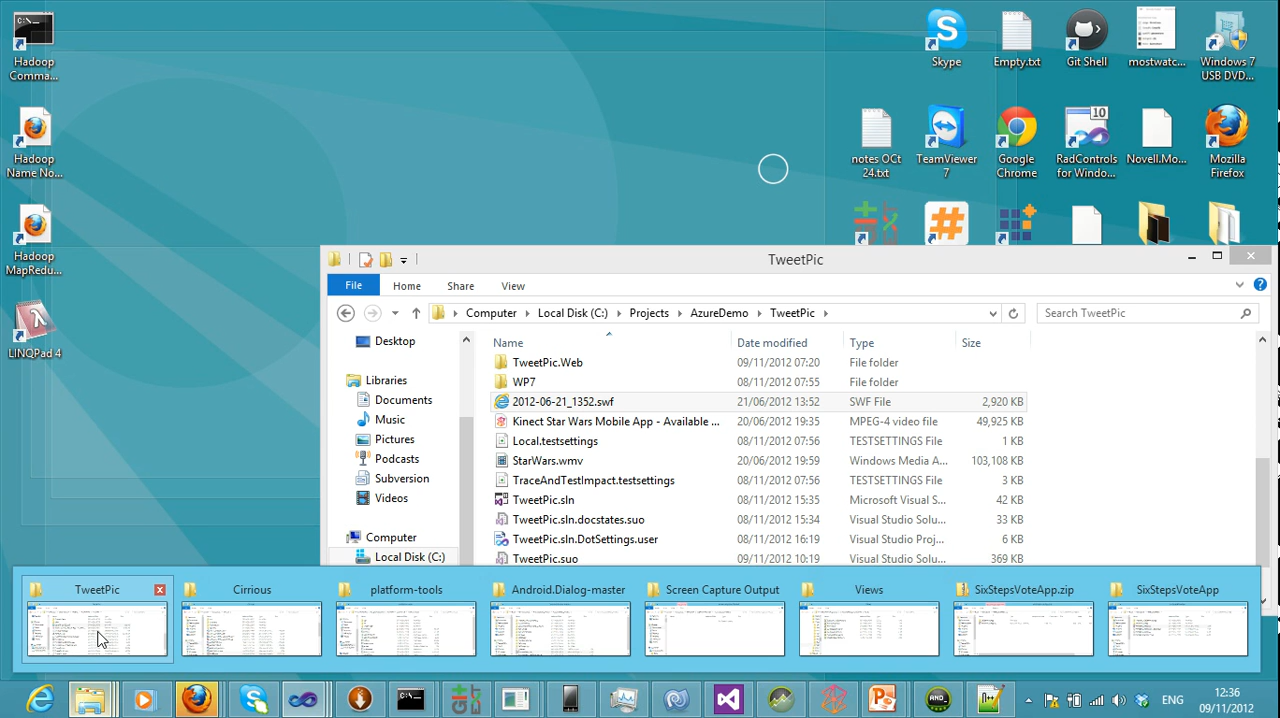 Hadoop
Comma...
Hadoop
Name No...
Hadoop
MapRedu...
LINQPad 4
Skype
Empty.txt
Git Shell
mostwatc...
Windows 7
USB DVD...
notes OCt
24.txt
TeamViewer
7
Google
Chrome
10
RadControls
for Windo...
Novell.Mo...
Mozilla
Firefox
TweetPic
File
Home
Share
View
Computer
Local Disk (C:)
Projects
AzureDemo
TweetPic
Search TweetPic
Name
Date modified
Type
Size
Desktop
Libraries
Documents
Music
Pictures
Podcasts
Subversion
Videos
Computer
Local Disk (C:)
TweetPic.Web 09/11/2012 07:20 File folder
WP7 08/11/2012 07:55 File folder
2012-06-21_1352.swf 21/06/2012 13:52 SWF File 2,920 KB
Kinect Star Wars Mobile App - Available ... 20/06/2012 19:35 MPEG-4 video file 49,925 KB
Local.testsettings 08/11/2012 07:56 TESTSETTINGS File 1 KB
StarWars.wmv 20/06/2012 19:59 Windows Media A... 103,108 KB
TraceAndTestImpact.testsettings 08/11/2012 07:56 TESTSETTINGS File 3 KB
TweetPic.sln 08/11/2012 15:35 Microsoft Visual S... 42 KB
TweetPic.sln.docstates.suo 08/11/2012 15:34 Visual Studio Solu... 33 KB
TweetPic.sln.DotSettings.user 08/11/2012 16:19 Visual Studio Proj... 6 KB
TweetPic.suo 09/11/2012 10:19 Visual Studio Solu... 369 KB
TweetPic
Cirrious
platform-tools
Android.Dialog-master
Screen Capture Output
Views
SixStepsVoteApp.zip
SixStepsVoteApp
ENG
12:36
09/11/2012